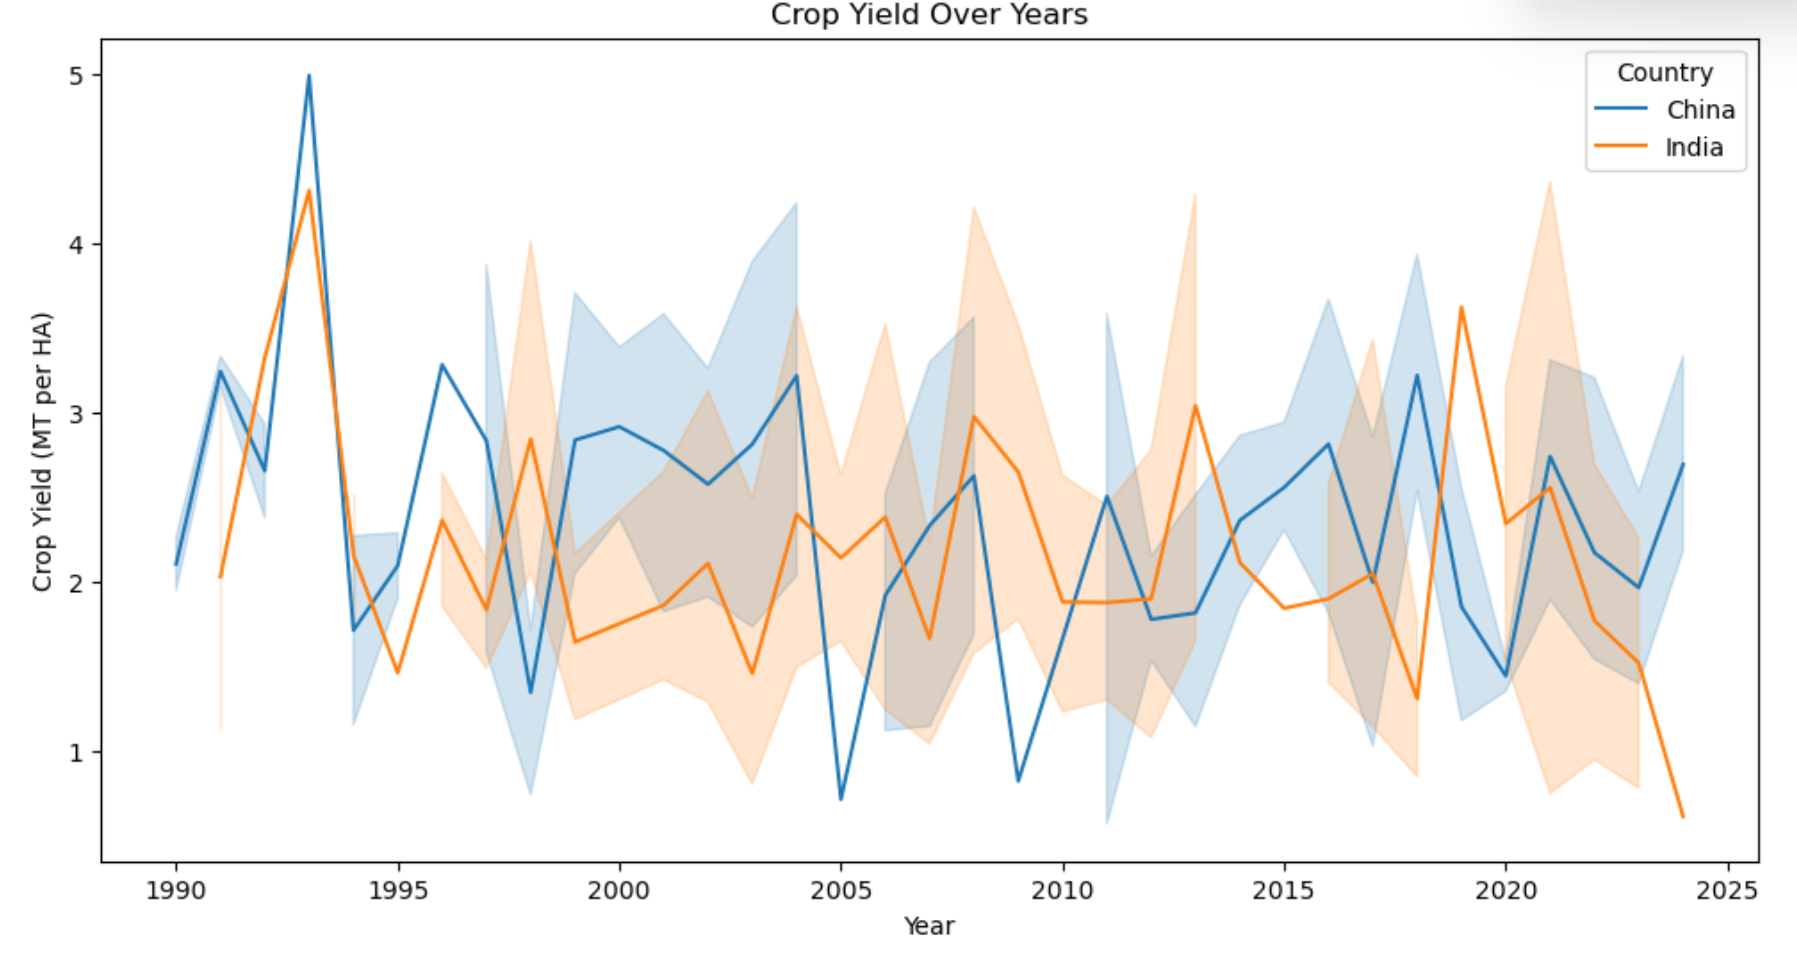 Crop Yield Over Years
Country
China
India
Crop Yield (MT per HA)
5
4
3
2
1
1990 1995 2000 2005 2010 2015 2020 2025
Year